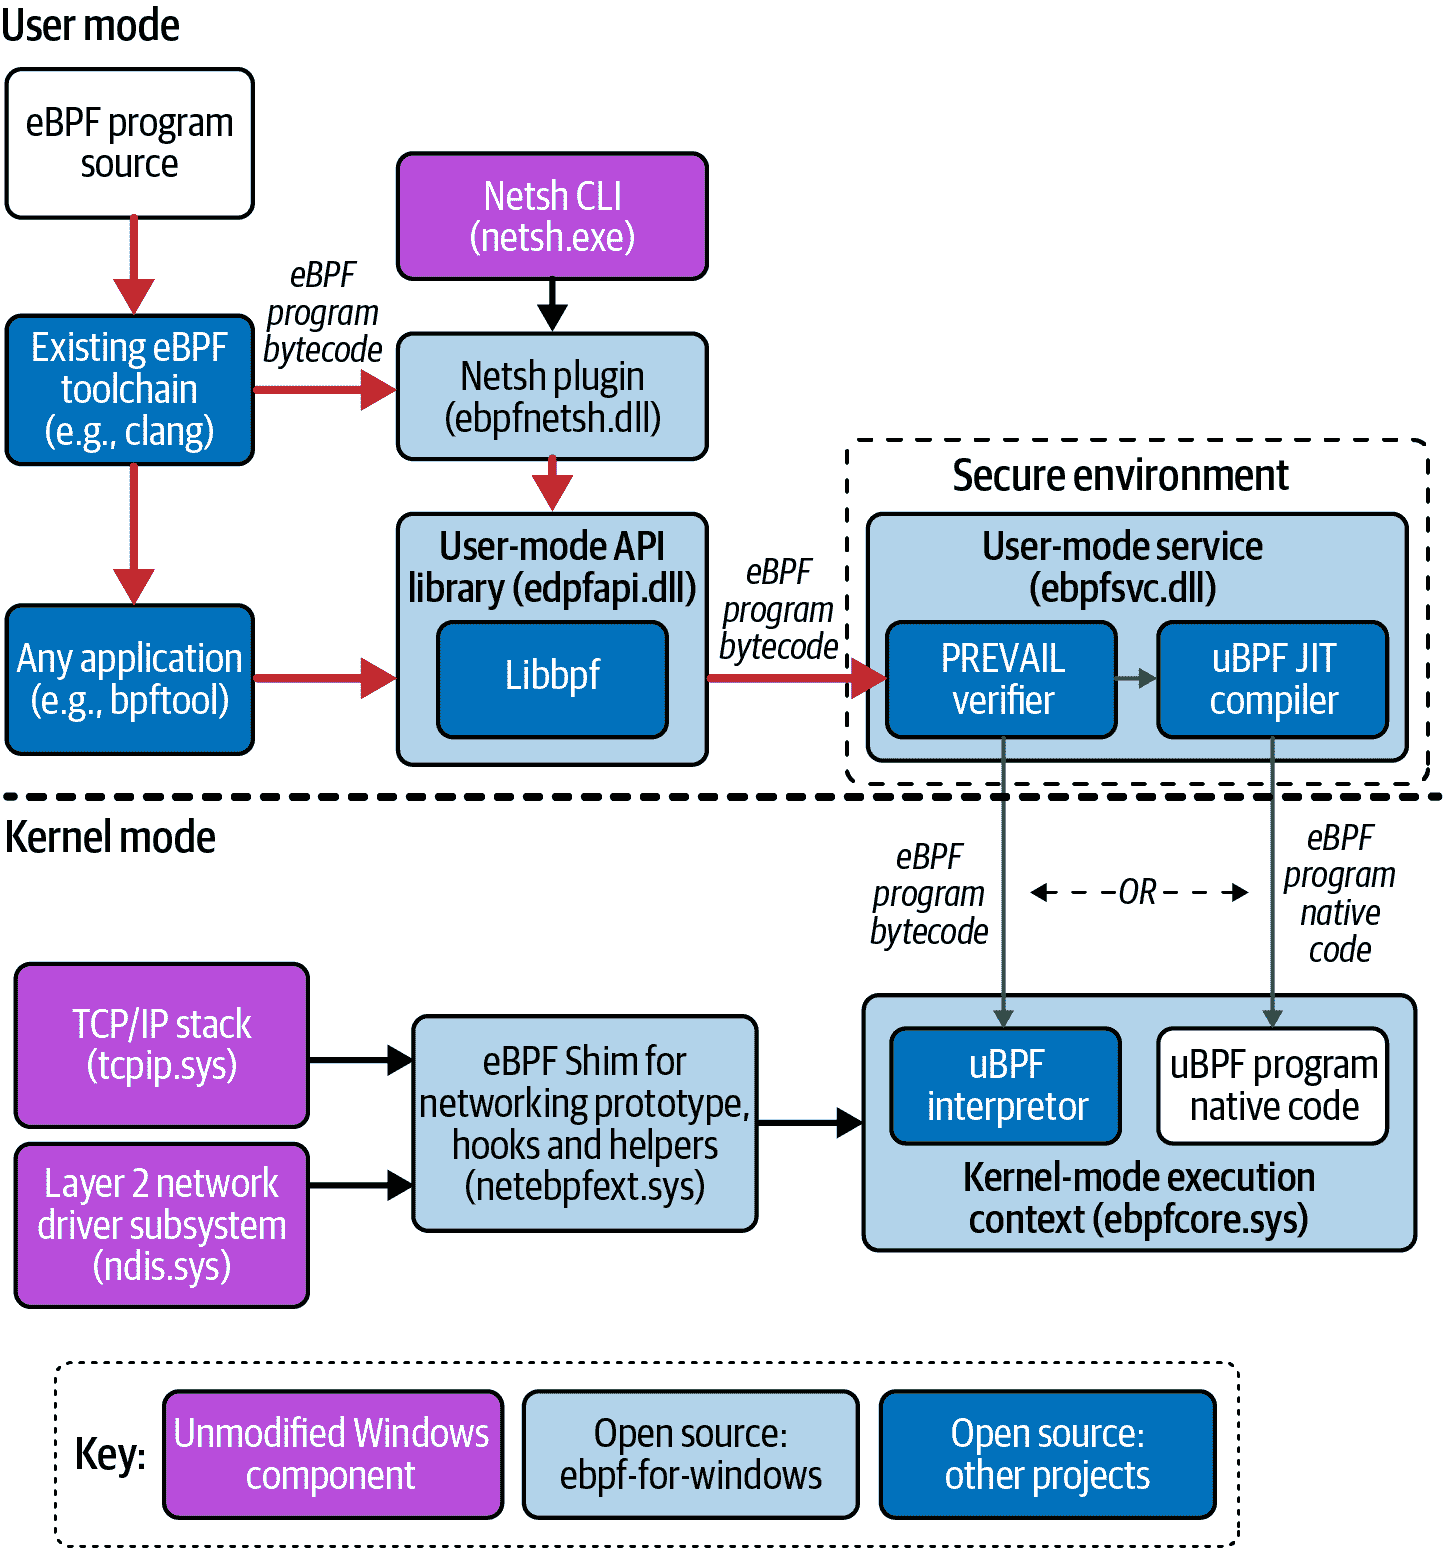 User mode
eBPF program
source
Netsh CLI
(netsh.exe)
eBPF
program
bytecode
Existing eBPF
toolchain
(e.g., clang)
Netsh plugin
(ebpfnetsh.dll)
Secure environment
User-mode API
library (edpfapi.dll)
Libbpf
eBPF
program
bytecode
User-mode service
(ebpfsvc.dll)
PREVAIL
verifier
uBPF JIT
compiler
Any application
(e.g., bpftool)
Kernel mode
eBPF
program
bytecode
OR
eBPF
program
native
code
TCP/IP stack
(tcpip.sys)
Layer 2 network
driver subsystem
(ndis.sys)
eBPF Shim for
networking prototype,
hooks and helpers
(netebpfext.sys)
uBPF
interpretor
uBPF program
native code
Kernel-mode execution
context (ebpfcore.sys)
Key:
Unmodified Windows
component
Open source:
ebpf-for-windows
Open source:
other projects